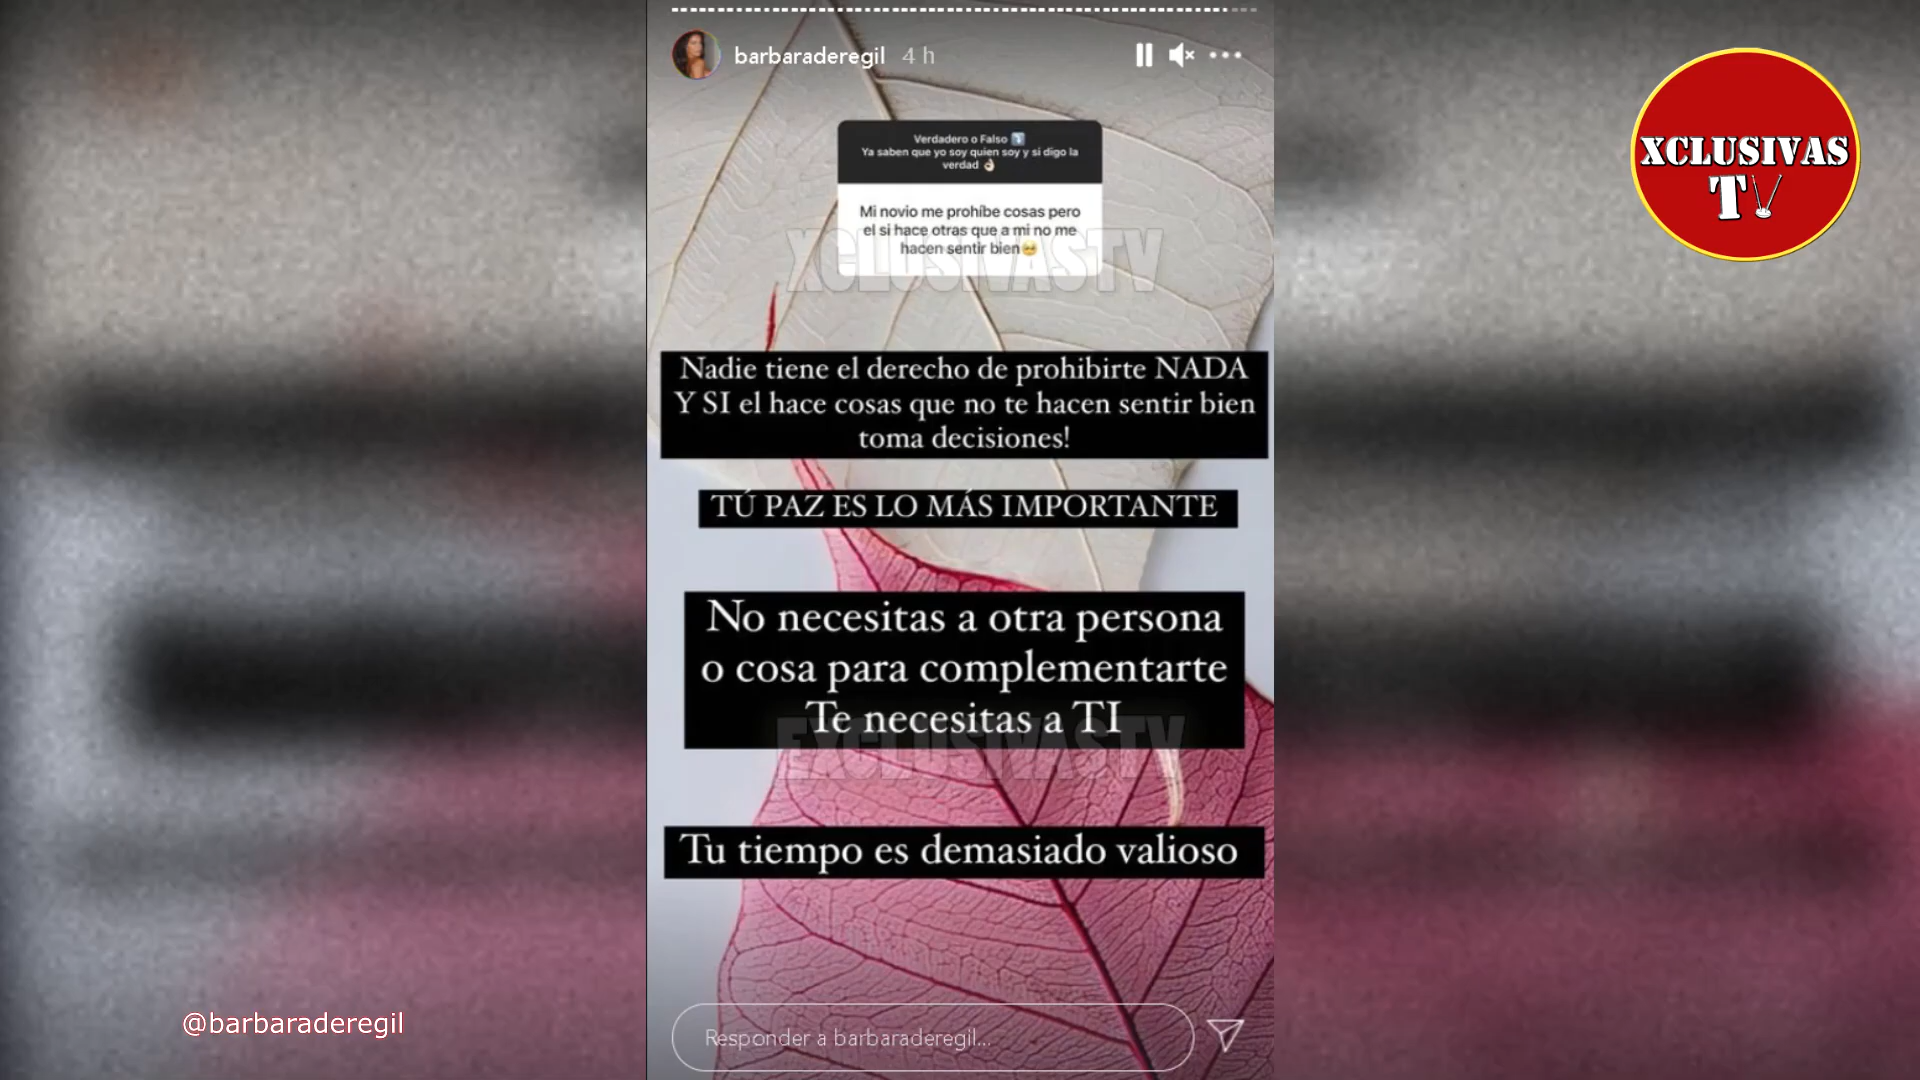 barbaraderegil 4 h
XCLUSIVAS
TV
Verdadero o Falso
Ya saben que yo soy quien soy y si digo la
verdad 👌🏻
Mi novio me prohíbe cosas pero
el si hace otras que a mi no me
hacen sentir bien🥺
XCLUSIVASTV
Nadie tiene el derecho de prohibirte NADA
Y SI el hace cosas que no te hacen sentir bien
toma decisiones!
TÚ PAZ ES LO MÁS IMPORTANTE
No necesitas a otra persona
o cosa para complementarte
Te necesitas a TI
EXCLUSIVASTV
Tu tiempo es demasiado valioso
@barbaraderegil
Responder a barbaraderegil...